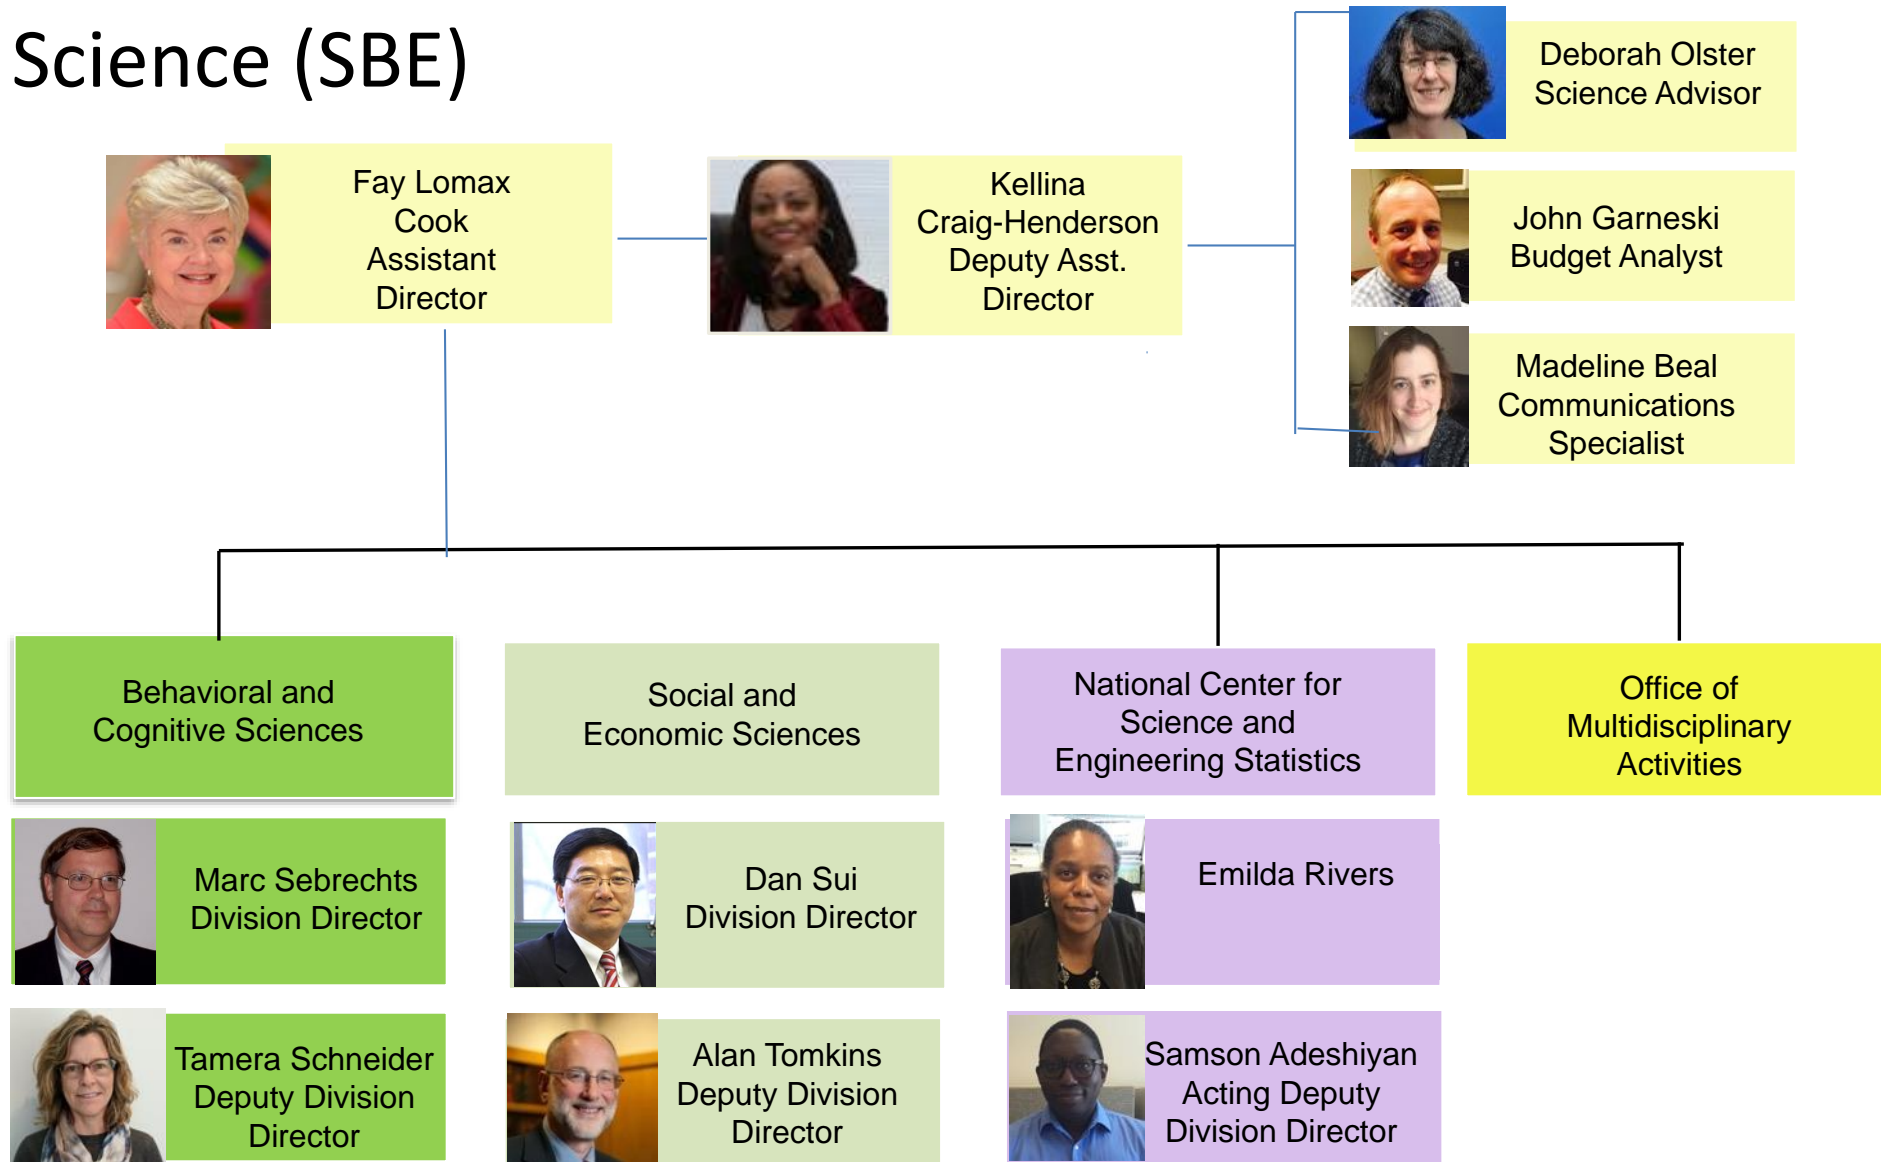 Science (SBE)
Deborah Olster
Science Advisor
Fay Lomax
Cook
Assistant
Director
Kellina
Craig-Henderson
Deputy Asst.
Director
John Garneski
Budget Analyst
Madeline Beal
Communications
Specialist
Behavioral and
Cognitive Sciences
Social and
Economic Sciences
National Center for
Science and
Engineering Statistics
Office of
Multidisciplinary
Activities
Marc Sebrechts
Division Director
Dan Sui
Division Director
Emilda Rivers
Tamera Schneider
Deputy Division
Director
Alan Tomkins
Deputy Division
Director
Samson Adeshiyan
Acting Deputy
Division Director